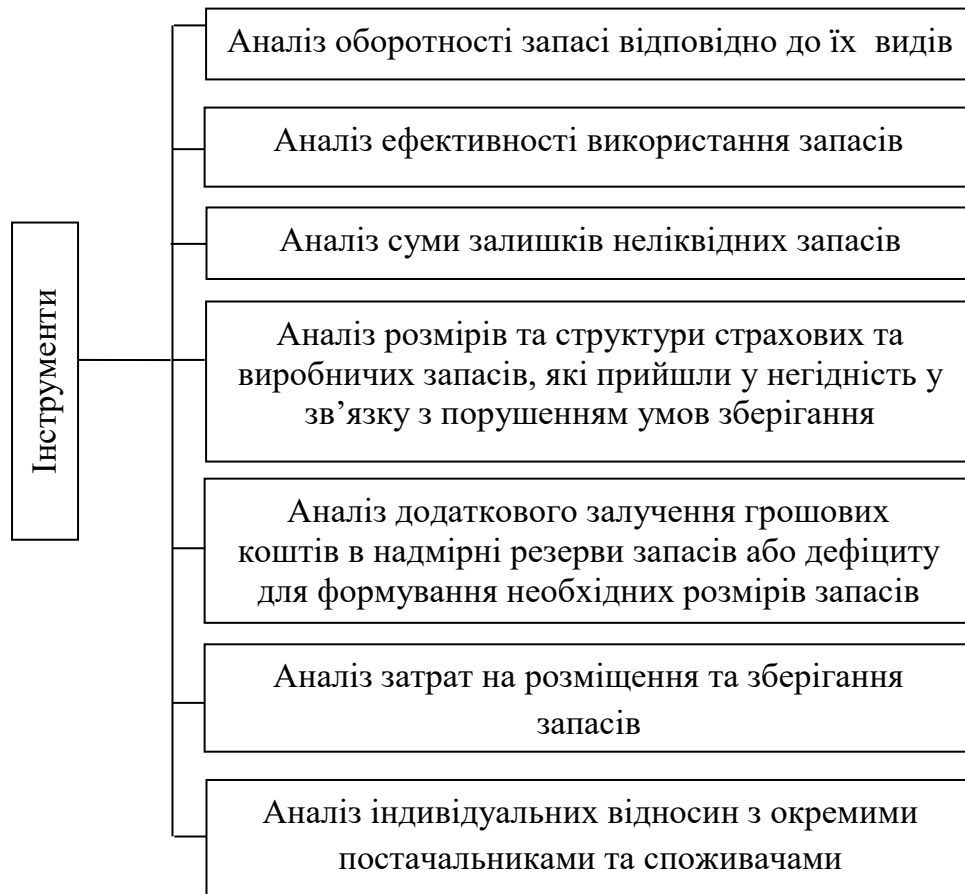 Інструменти
Аналіз оборотності запасі відповідно до їх видів
Аналіз ефективності використання запасів
Аналіз суми залишків неліквідних запасів
Аналіз розмірів та структури страхових та
виробничих запасів, які прийшли у негідність у
зв’язку з порушенням умов зберігання
Аналіз додаткового залучення грошових
коштів в надмірні резерви запасів або дефіциту
для формування необхідних розмірів запасів
Аналіз затрат на розміщення та зберігання
запасів
Аналіз індивідуальних відносин з окремими
постачальниками та споживачами